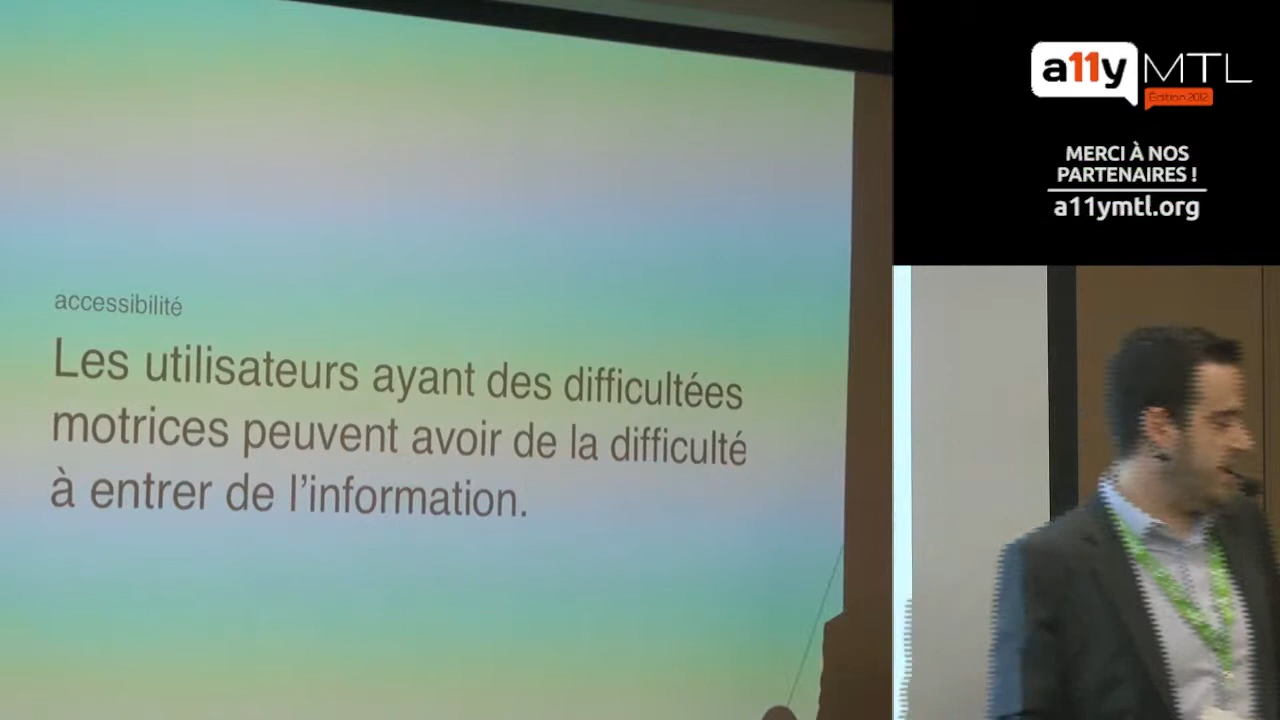 accessibilité
Les utilisateurs ayant des difficultées
motrices peuvent avoir de la difficulté
à entrer de l'information.
a11y MTL
Édition 2012
MERCI À NOS
PARTENAIRES !
a11ymtl.org